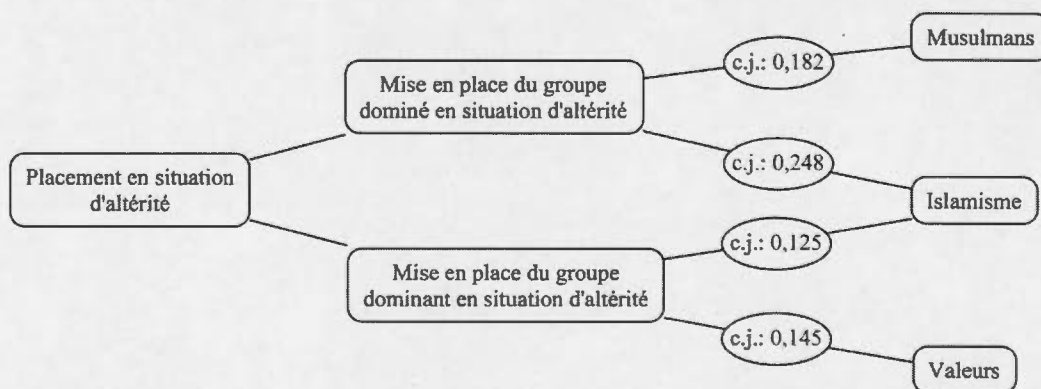 Musulmans
c.j.: 0,182
Mise en place du groupe
dominé en situation d'altérité
c.j.: 0,248
Placement en situation
d'altérité
Islamisme
c.j.: 0,125
Mise en place du groupe
dominant en situation d'altérité
c.j.: 0,145
Valeurs